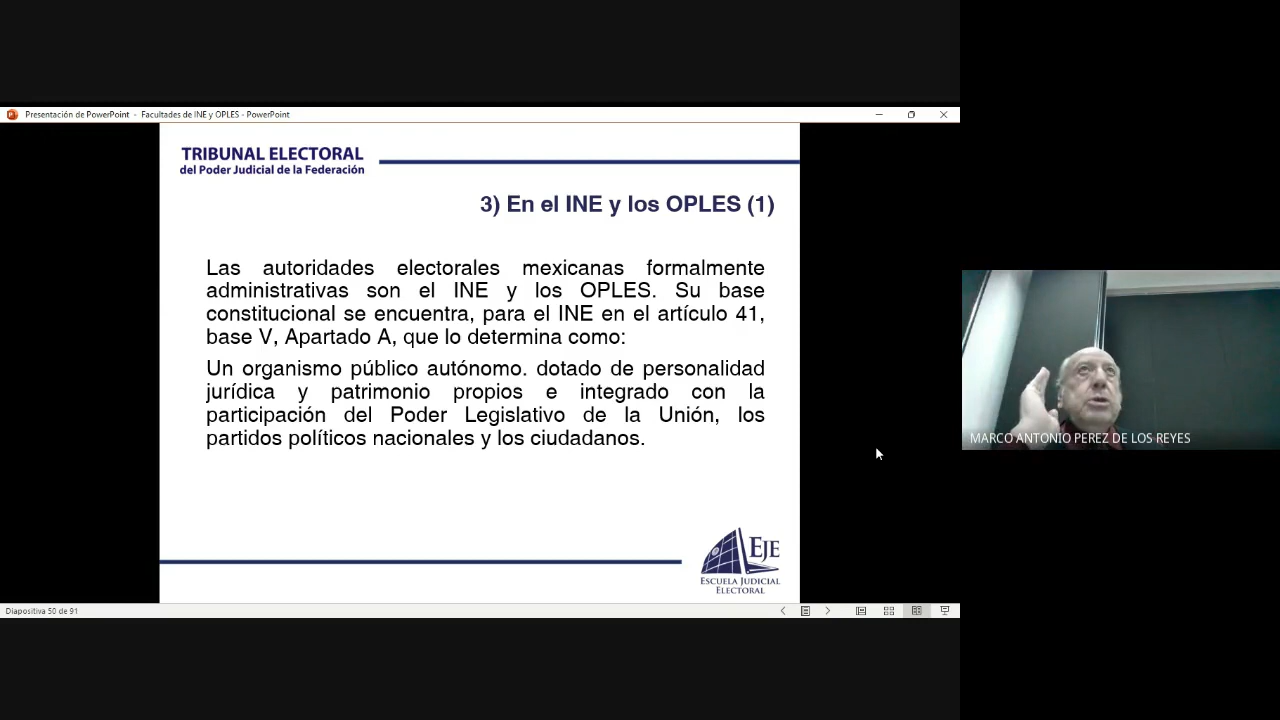 Presentación de PowerPoint - Facultades de INE y OPLES - PowerPoint
TRIBUNAL ELECTORAL
del Poder Judicial de la Federación
3) En el INE y los OPLES (1)
Las autoridades electorales mexicanas formalmente
administrativas son el INE y los OPLES. Su base
constitucional se encuentra, para el INE en el artículo 41,
base V, Apartado A, que lo determina como:
Un organismo público autónomo. dotado de personalidad
jurídica y patrimonio propios e integrado con la
participación del Poder Legislativo de la Unión, los
partidos políticos nacionales y los ciudadanos.
MARCO ANTONIO PEREZ DE LOS REYES
EJE
ESCUELA JUDICIAL
ELECTORAL
Diapositiva 50 de 91